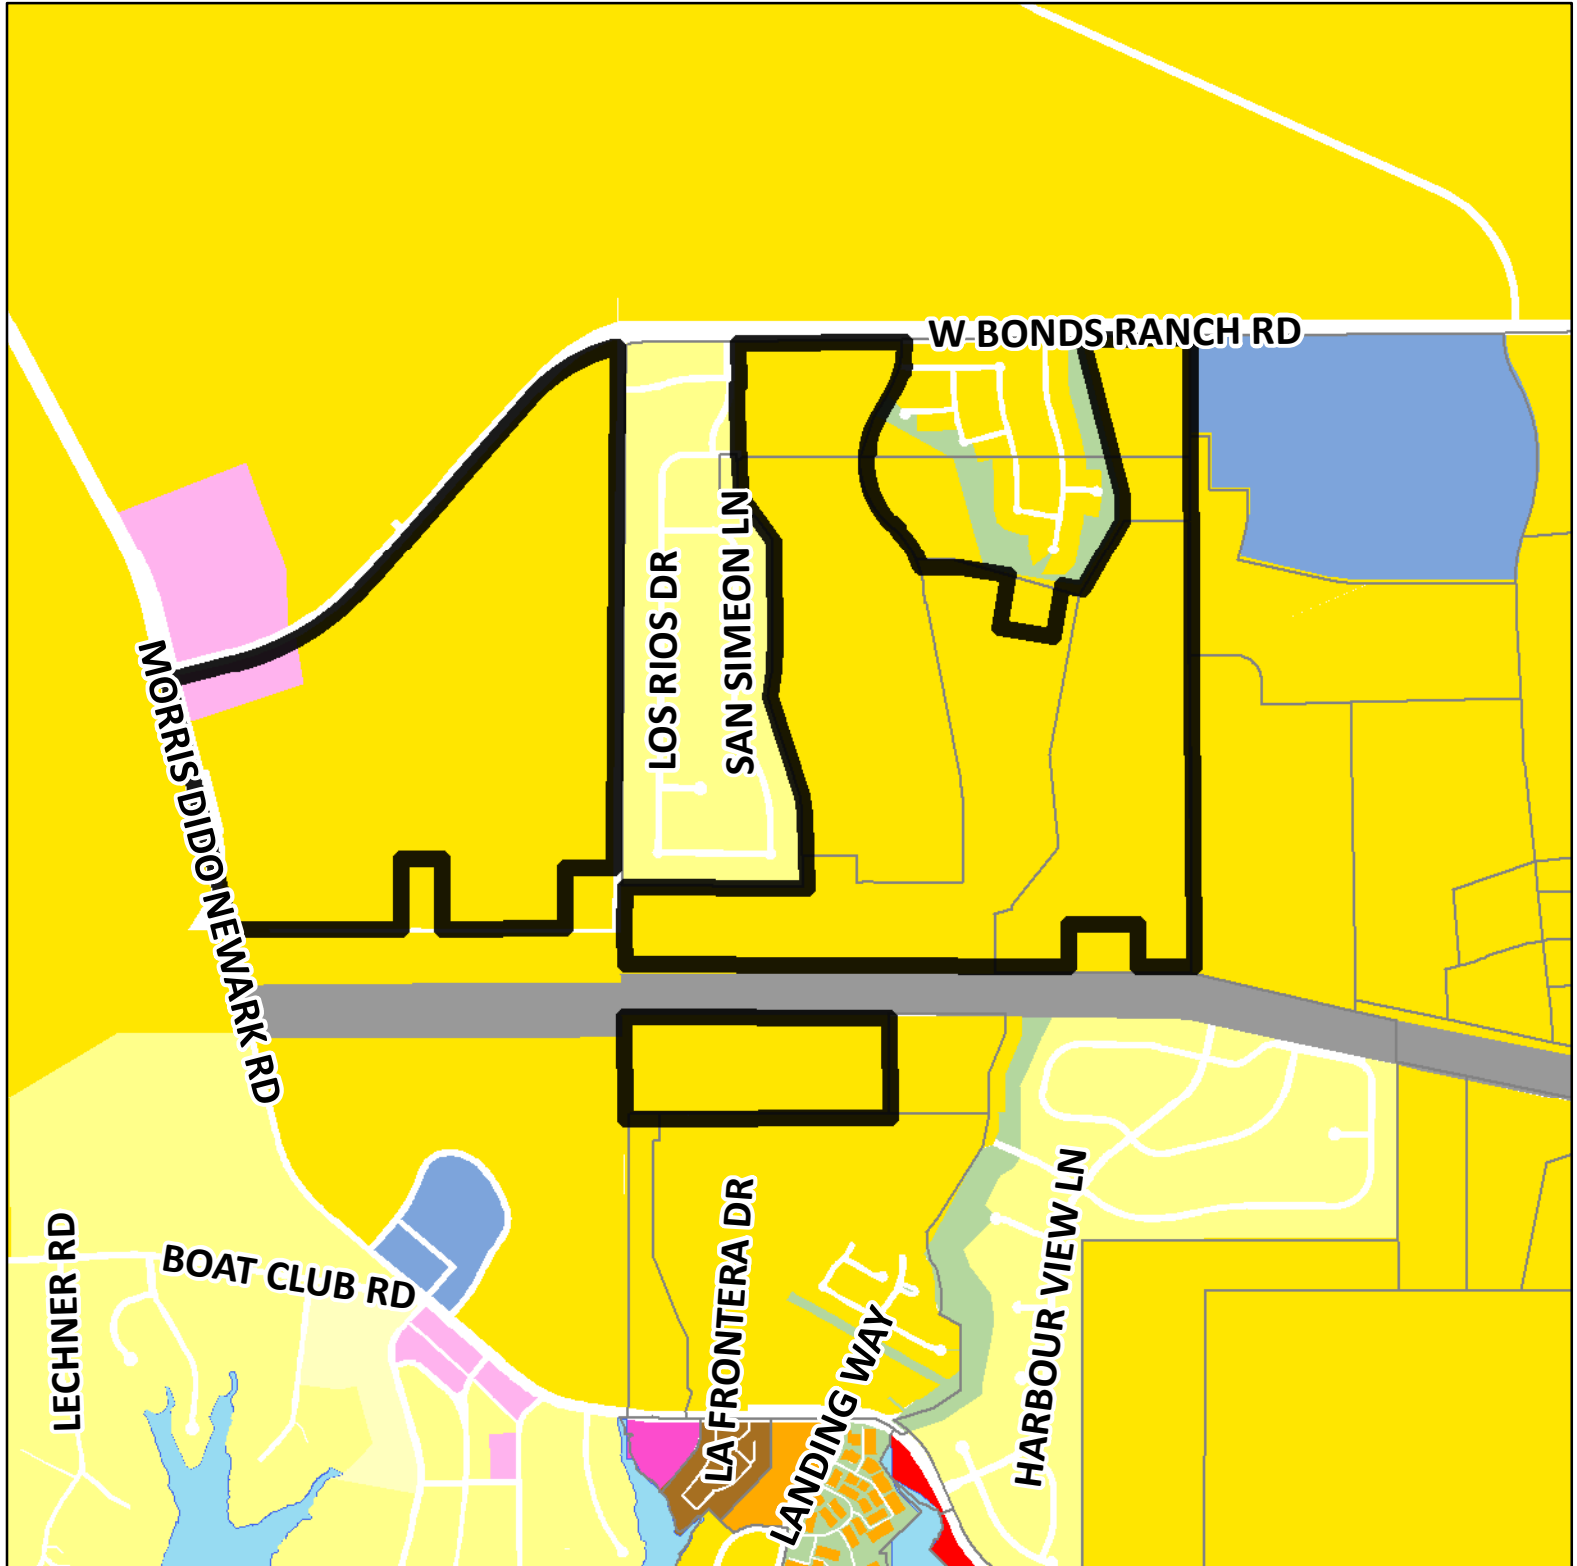 W BONDS RANCH RD
LOS RIOS DR
SAN SIMEON LN
MORRIS DIDO NEWARK RD
LECHNER RD
BOAT CLUB RD
LA FRONTERA DR
LANDING WAY
HARBOUR VIEW LN